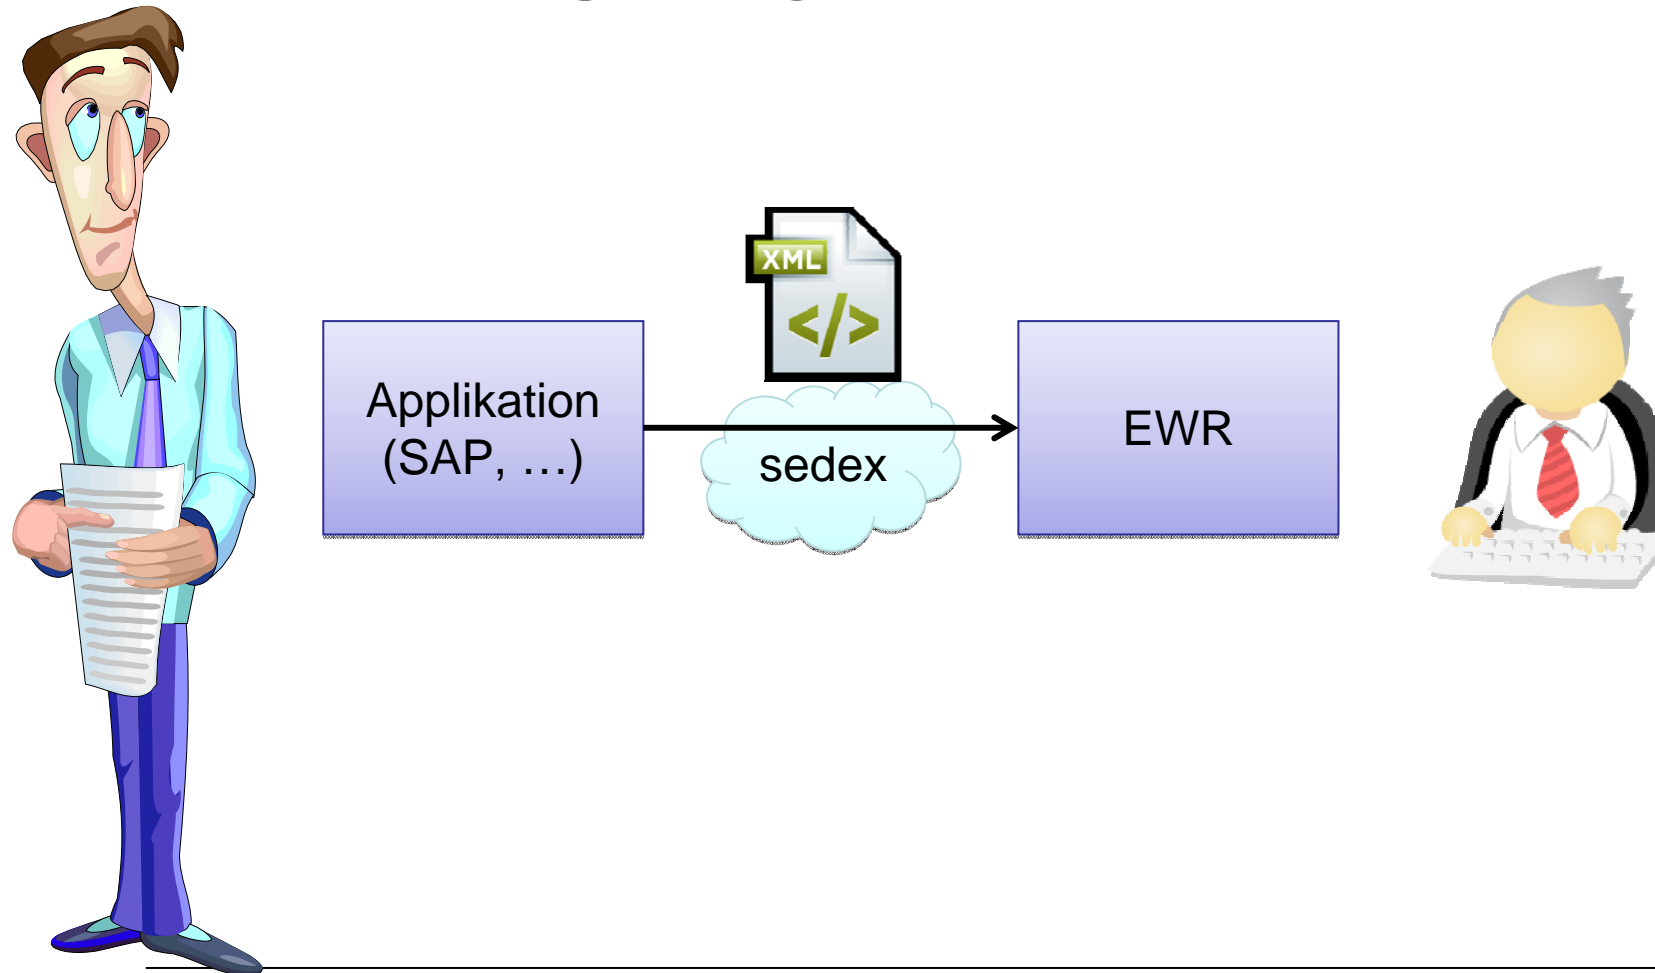 XML
</>
Applikation
(SAP, …)
sedex
EWR